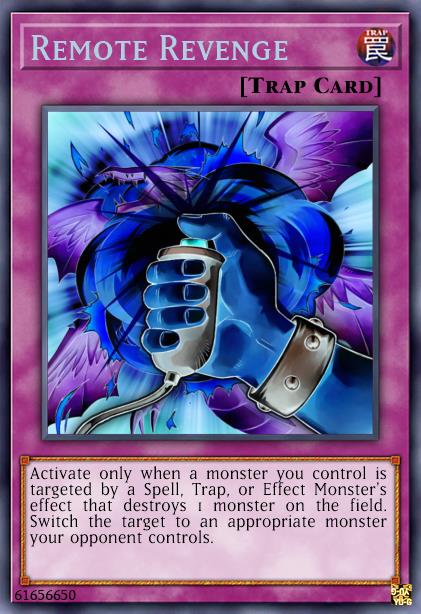 Remote Revenge
TRAP
罠
[Trap Card]
Activate only when a monster you control is
targeted by a Spell, Trap, or Effect Monster's
effect that destroys 1 monster on the field.
Switch the target to an appropriate monster
your opponent controls.
61656650